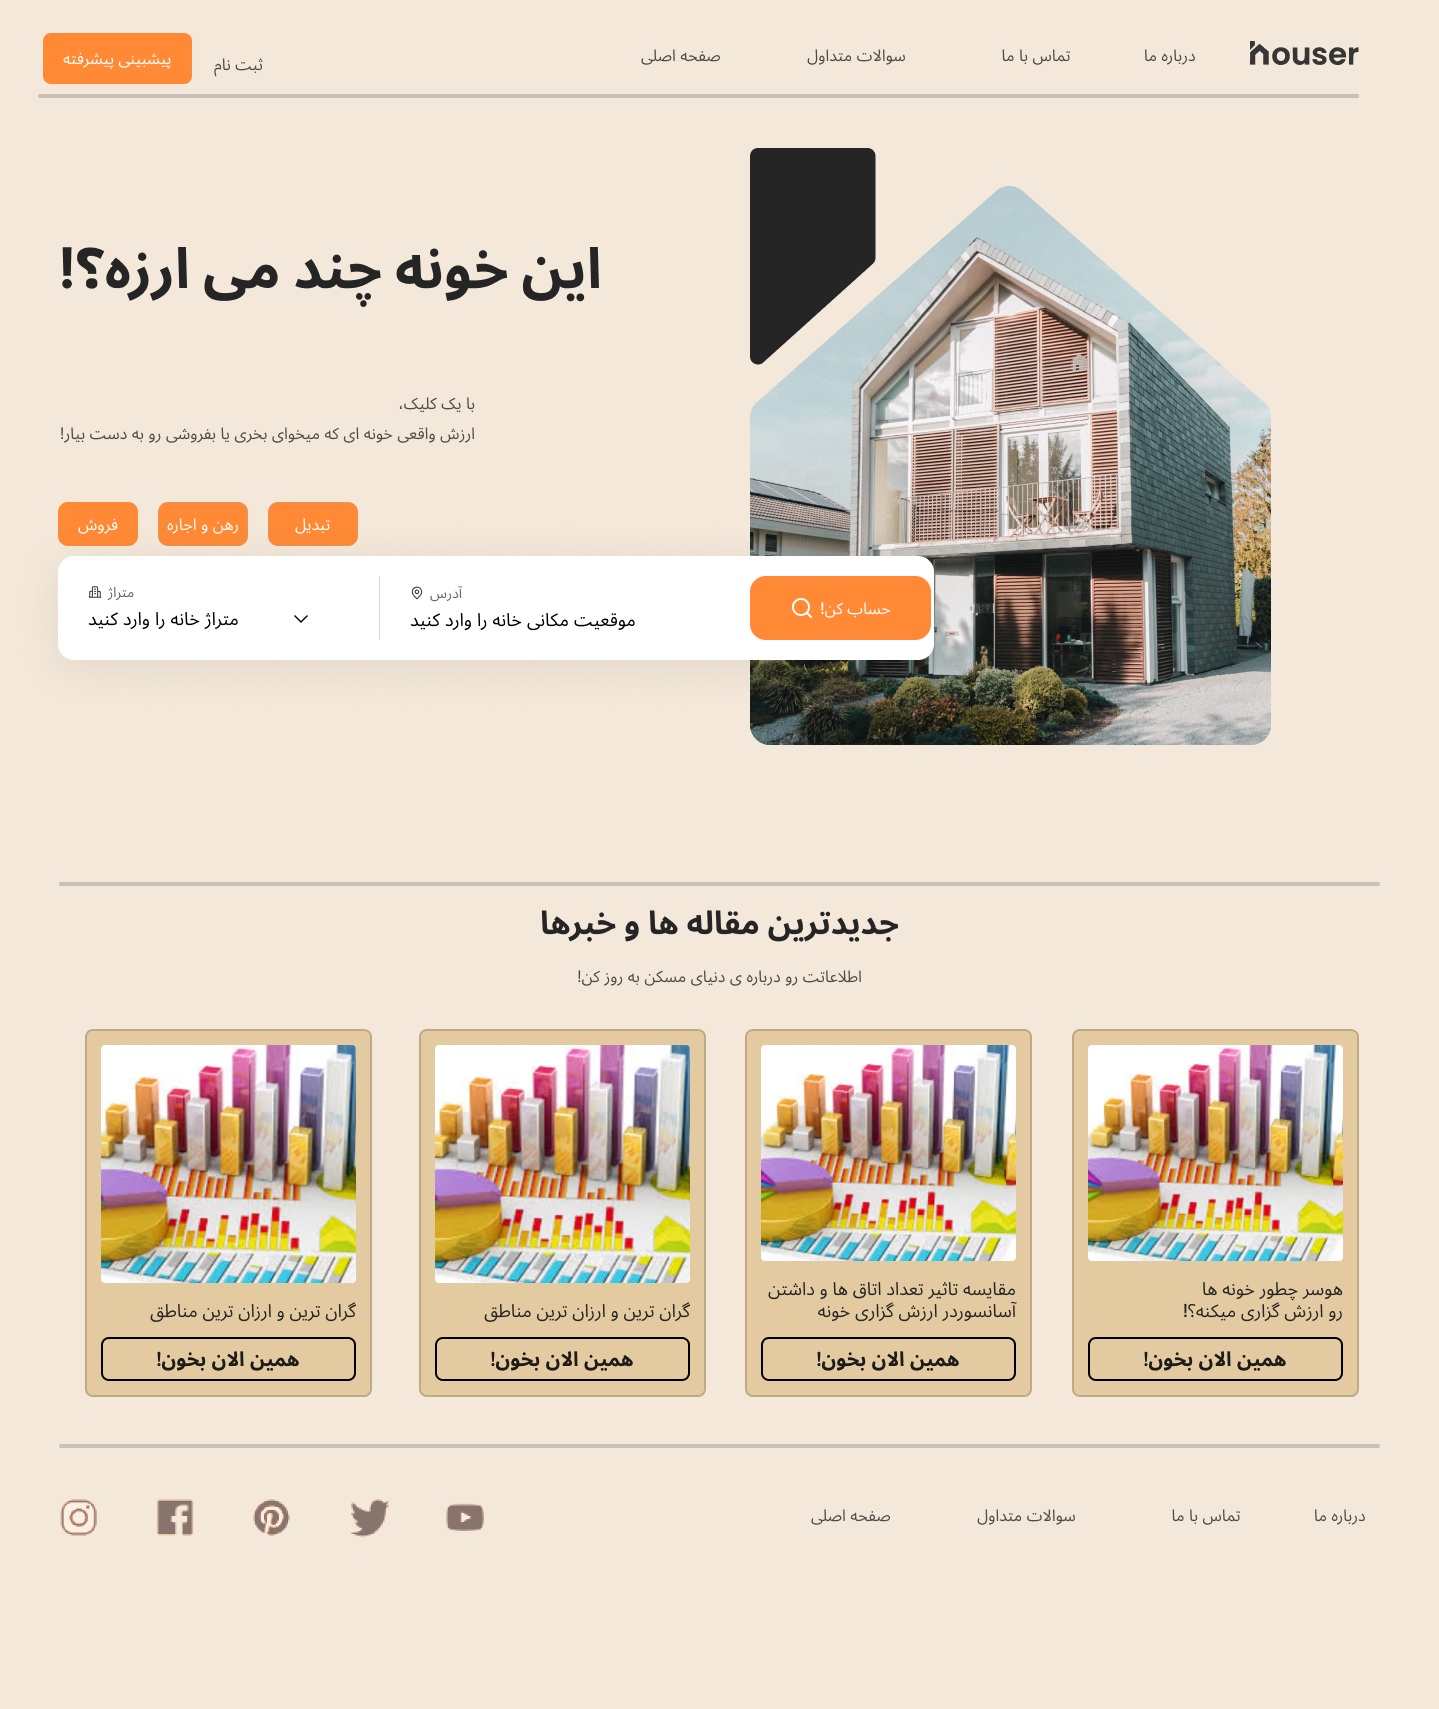 houser
درباره ما
تماس با ما
سوالات متداول
صفحه اصلی
ثبت نام
پیشبینی پیشرفته
این خونه چند می ارزه؟!
با یک کلیک،
ارزش واقعی خونه ای که میخوای بخری یا بفروشی رو به دست بیار!
تبدیل
رهن و اجاره
فروش
حساب کن!
آدرس
موقعیت مکانی خانه را وارد کنید
متراژ
متراژ خانه را وارد کنید
جدیدترین مقاله ها و خبرها
اطلاعاتت رو درباره ی دنیای مسکن به روز کن!
هوسر چطور خونه ها
رو ارزش گزاری میکنه؟!
همین الان بخون!
مقایسه تاثیر تعداد اتاق ها و داشتن
آسانسوردر ارزش گزاری خونه
همین الان بخون!
گران ترین و ارزان ترین مناطق
همین الان بخون!
گران ترین و ارزان ترین مناطق
همین الان بخون!
درباره ما
تماس با ما
سوالات متداول
صفحه اصلی